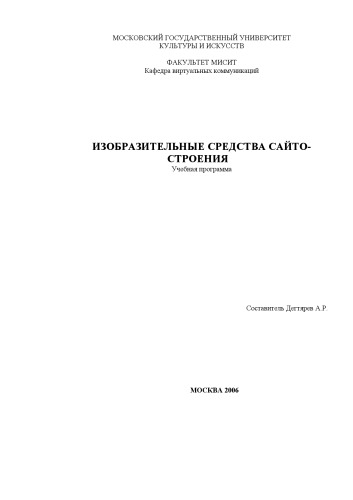 МОСКОВСКИЙ ГОСУДАРСТВЕННЫЙ УНИВЕРСИТЕТ
КУЛЬТУРЫ И ИСКУССТВ
ФАКУЛЬТЕТ МИСИТ
Кафедра виртуальных коммуникаций
ИЗОБРАЗИТЕЛЬНЫЕ СРЕДСТВА САЙТО-
СТРОЕНИЯ
Учебная программа
Составитель Дегтярев А.Р.
МОСКВА 2006